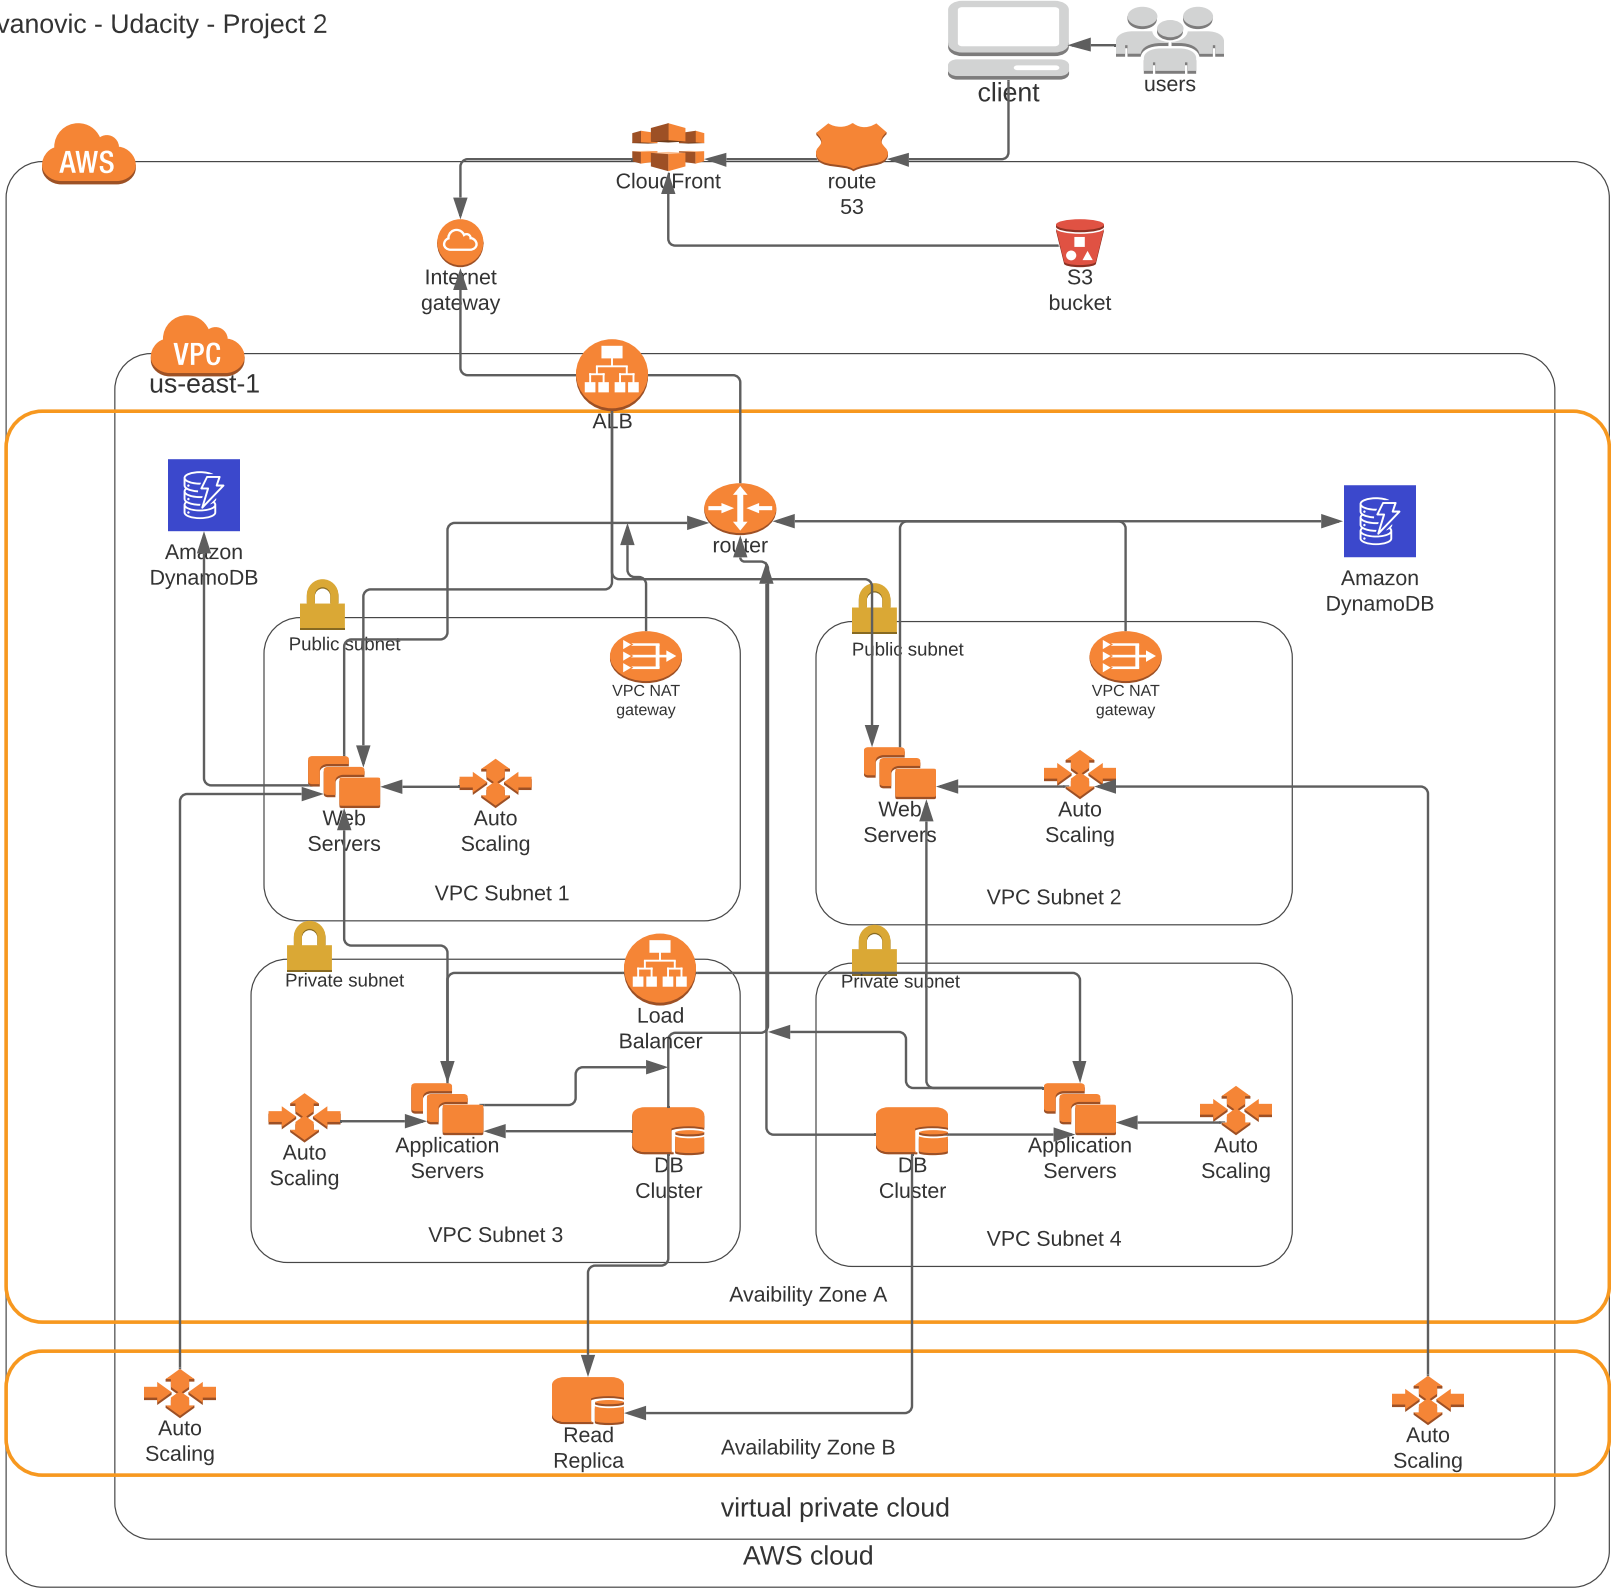 vanovic - Udacity - Project 2
client
users
AWS
CloudFront
route
53
Internet
gateway
S3
bucket
VPC
us-east-1
ALB
router
Amazon
DynamoDB
Amazon
DynamoDB
Public subnet
VPC NAT
gateway
Public subnet
VPC NAT
gateway
Web
Servers
Auto
Scaling
Web
Servers
Auto
Scaling
VPC Subnet 1
VPC Subnet 2
Private subnet
Private subnet
Load
Balancer
Auto
Scaling
Application
Servers
DB
Cluster
DB
Cluster
Application
Servers
Auto
Scaling
VPC Subnet 3
VPC Subnet 4
Avaibility Zone A
Auto
Scaling
Read
Replica
Availability Zone B
Auto
Scaling
virtual private cloud
AWS cloud